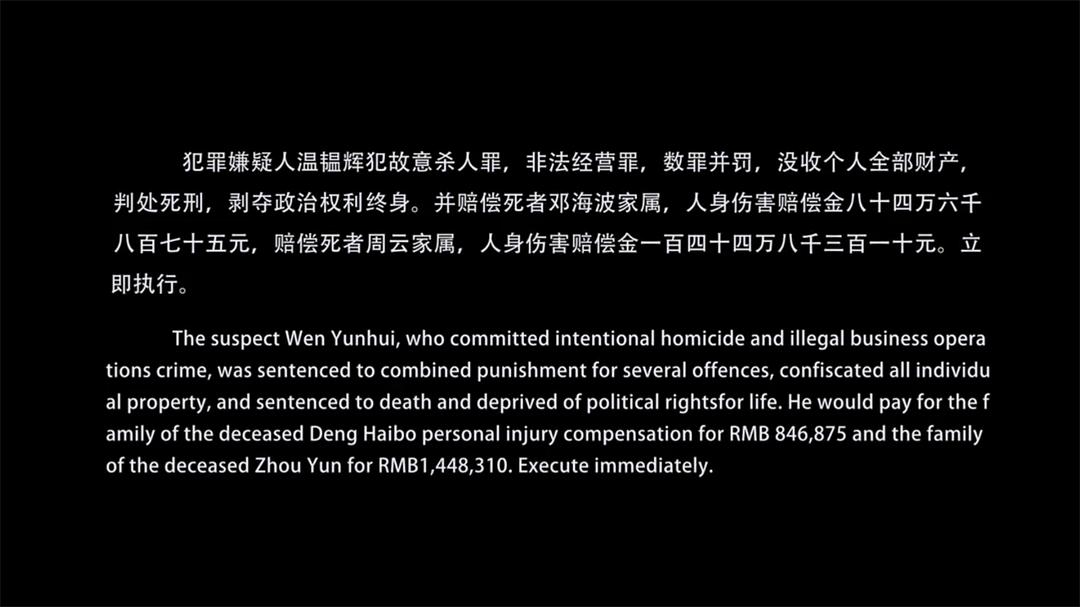 犯罪嫌疑人温韫辉犯故意杀人罪，非法经营罪，数罪并罚，没收个人全部财产，
判处死刑，剥夺政治权利终身。并赔偿死者邓海波家属，人身伤害赔偿金八十四万六千
八百七十五元，赔偿死者周云家属，人身伤害赔偿金一百四十四万八千三百一十元。立
即执行。
The suspect Wen Yunhui, who committed intentional homicide and illegal business opera
tions crime, was sentenced to combined punishment for several offences, confiscated all individu
al property, and sentenced to death and deprived of political rightsfor life. He would pay for the f
amily of the deceased Deng Haibo personal injury compensation for RMB 846,875 and the family
of the deceased Zhou Yun for RMB1,448,310. Execute immediately.